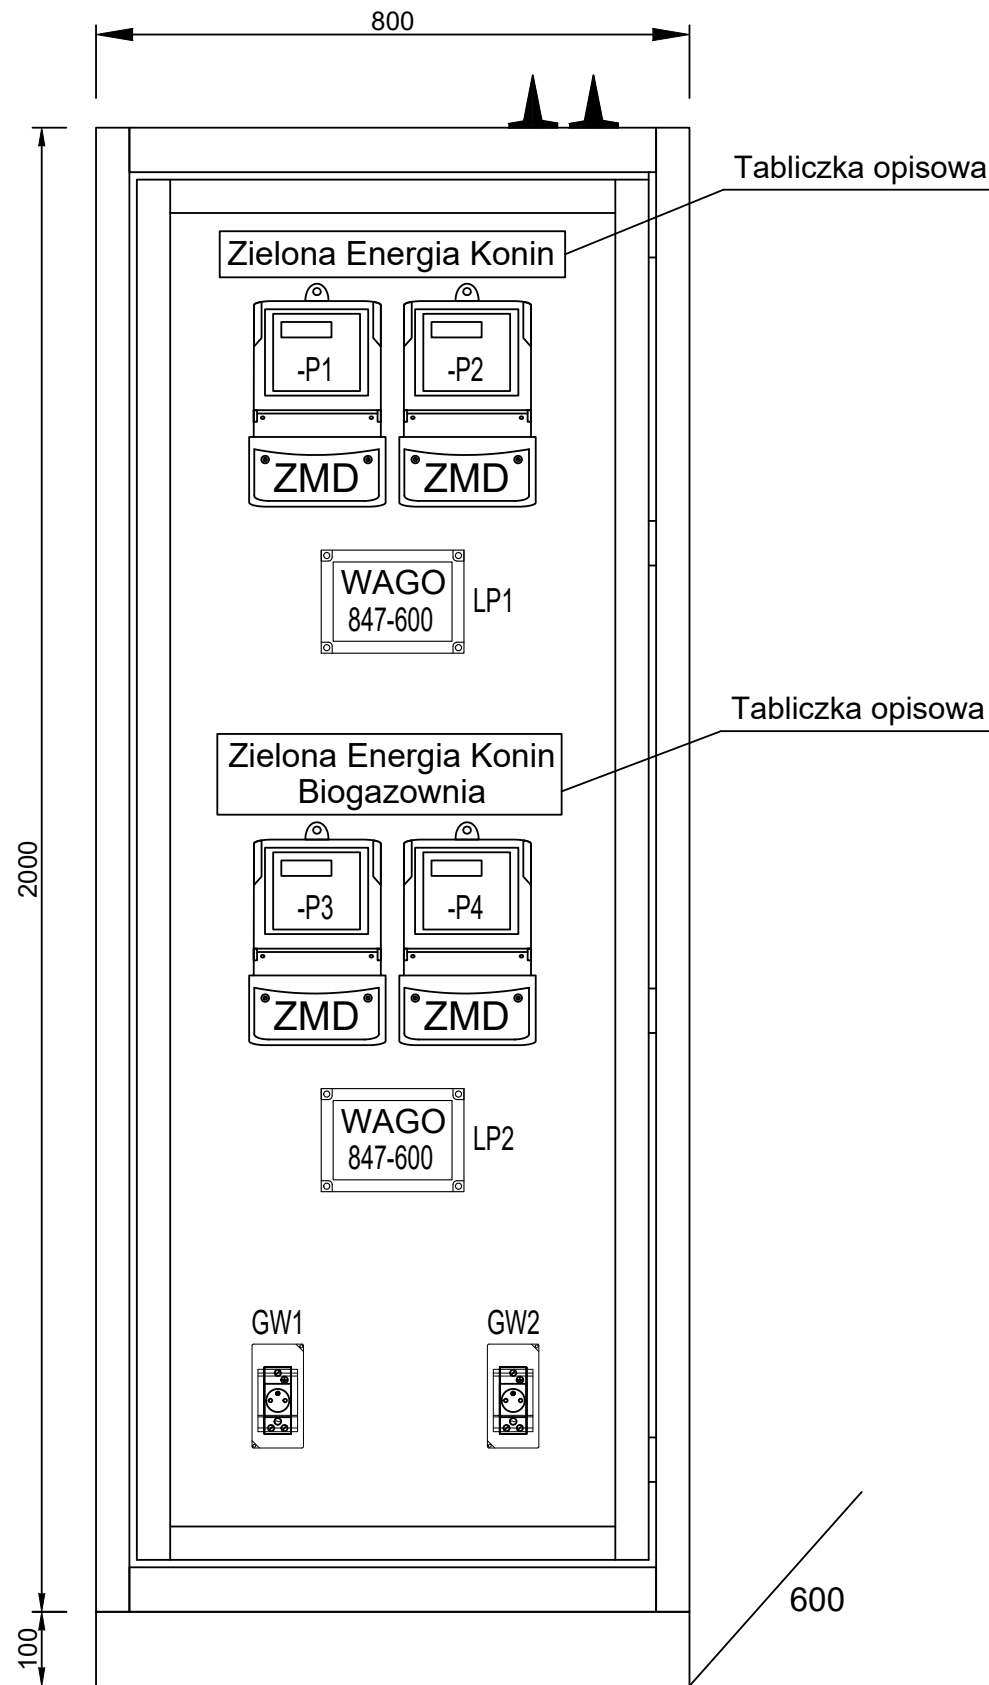 800
Tabliczka opisowa
Zielona Energia Konin
-P1
-P2
ZMD
ZMD
WAGO
847-600
LP1
Tabliczka opisowa
Zielona Energia Konin
Biogazownia
2000
-P3
-P4
ZMD
ZMD
WAGO
847-600
LP2
GW1
GW2
600
100